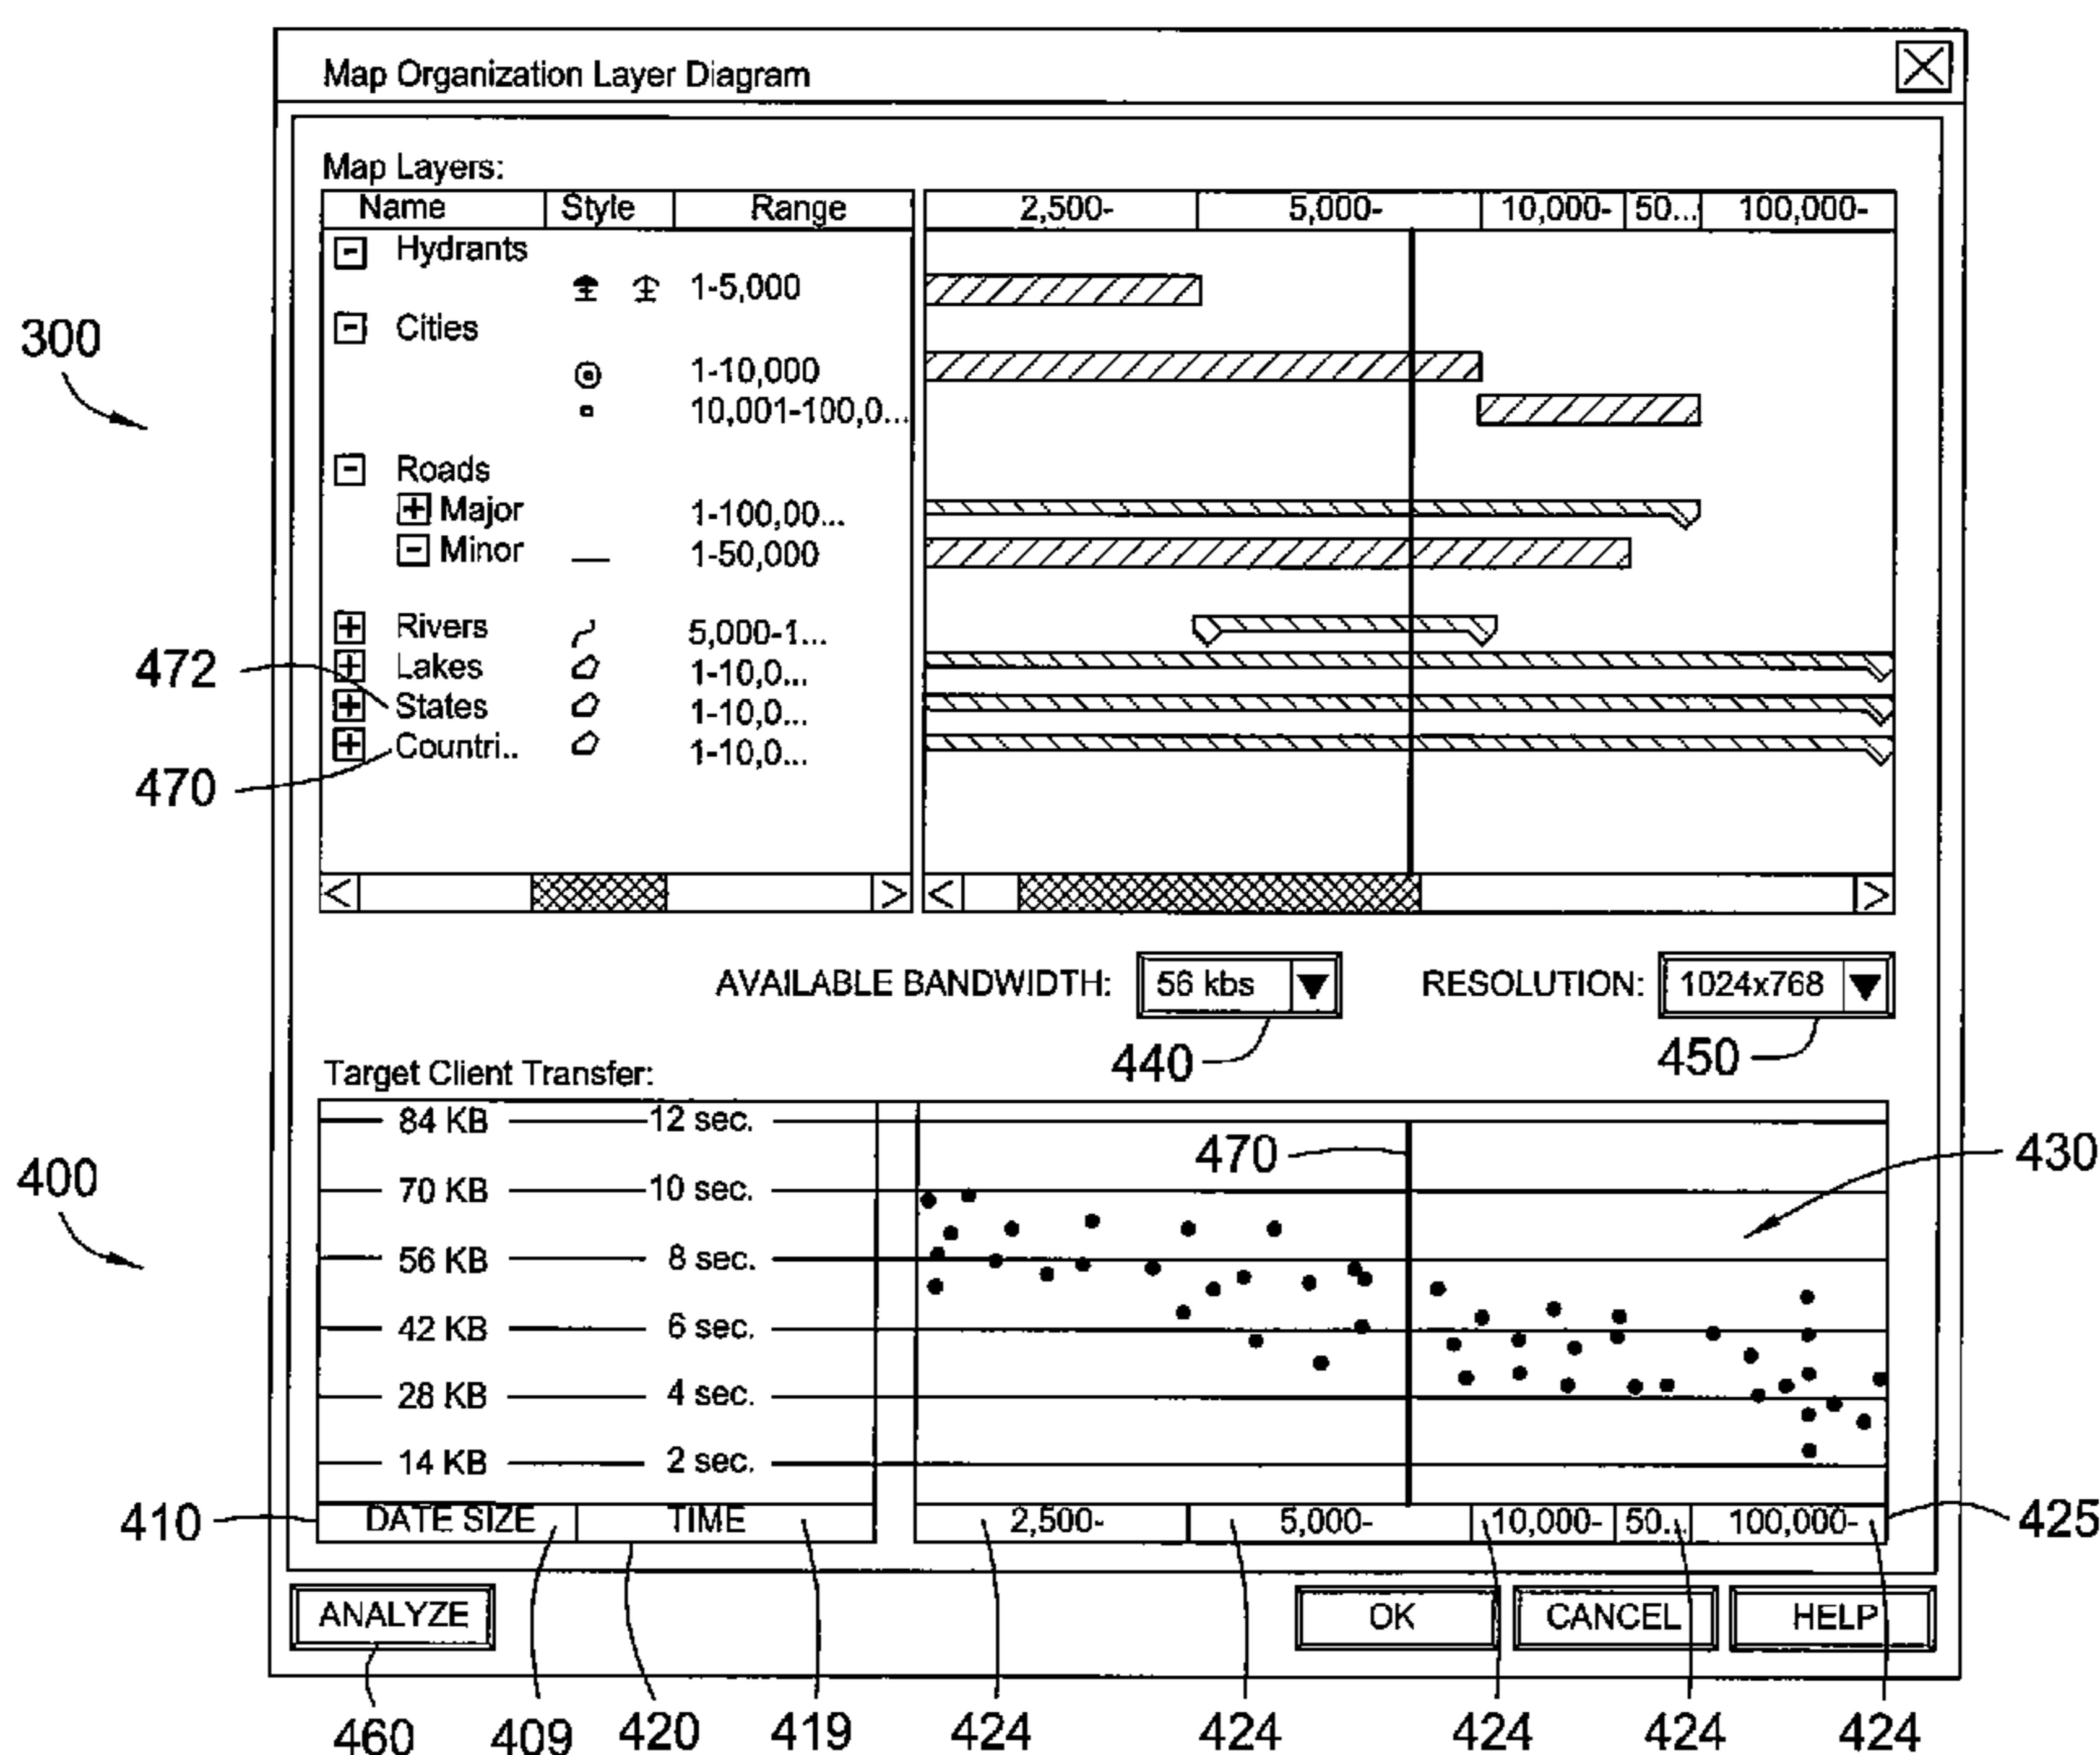 Map Organization Layer Diagram
Map Layers:
Name Style Range 2,500- 5,000- 10,000- 50... 100,000-
Hydrants
1-5,000
300
Cities
1-10,000
10,001-100,0...
Roads
Major 1-100,00...
Minor 1-50,000
Rivers 5,000-1...
472
Lakes 1-10,0...
States 1-10,0...
Countri.. 1-10,0...
470
AVAILABLE BANDWIDTH: 56 kbs RESOLUTION: 1024x768
440 450
Target Client Transfer:
84 KB 12 sec.
470 430
400
70 KB 10 sec.
56 KB 8 sec.
42 KB 6 sec.
28 KB 4 sec.
14 KB 2 sec.
410 DATE SIZE TIME 2,500- 5,000- 10,000- 50... 100,000- 425
ANALYZE OK CANCEL HELP
460 409 420 419 424 424 424 424 424